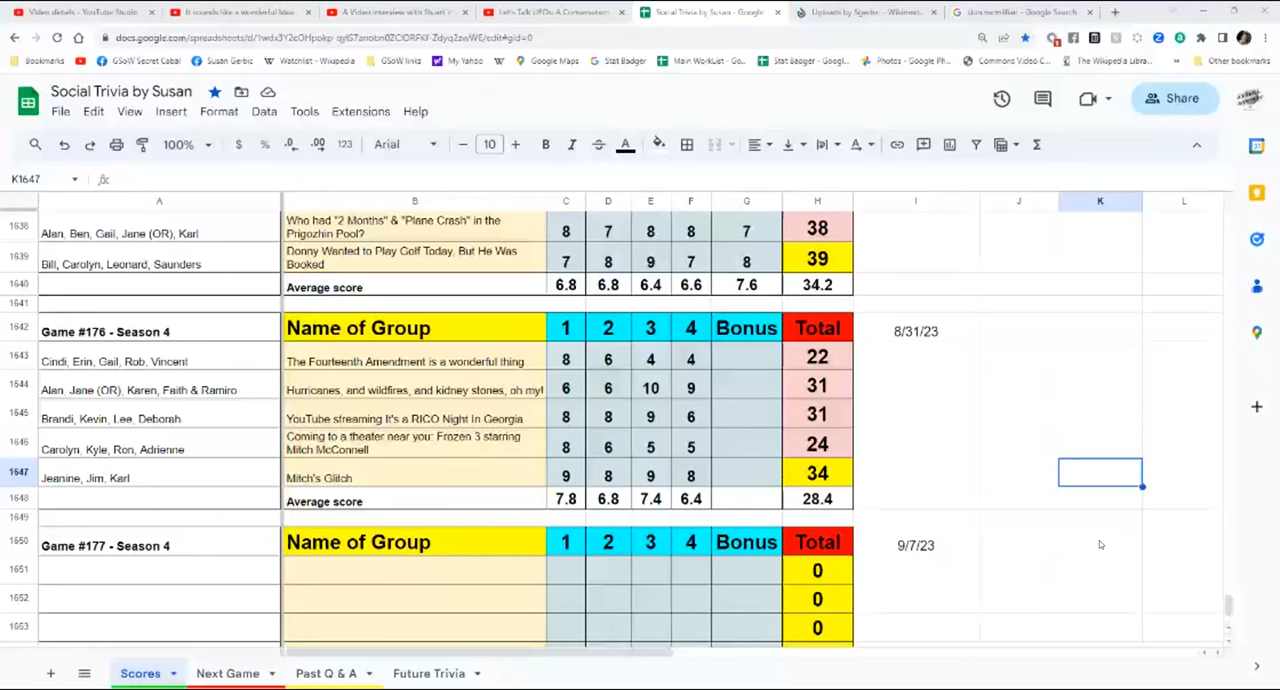 Video details - YouTube Studio
It sounds like a wonderful Idea
A Video interview with Stuart V
Let's Talk UFOs: A Conversation
Social Trivia by Susan - Google
Uploads by Sgerbic - Wikimedia
don mcmillian - Google Search
docs.google.com/spreadsheets/d/
Bookmarks GSoW Secret Cabal Susan Gerbic Watchlist - Wikipedia GSoW links My Yahoo Google Maps Stat Badger Main WorkList - Go.. Stat Badger - Googl... Photos - Google Ph... Commons Video C... The Wikipedia Libra... Other bookmarks
Social Trivia by Susan
File Edit View Insert Format Data Tools Extensions Help
Share
100% $ % .0 .00 123 Arial 10 B I A
K1647 fx
A B C D E F G H I J K L
1638 Alan, Ben, Gail, Jane (OR), Karl Who had "2 Months" & "Plane Crash" in the Prigozhin Pool? 8 7 8 8 7 38
1639 Bill, Carolyn, Leonard, Saunders Donny Wanted to Play Golf Today, But He Was Booked 7 8 9 7 8 39
1640 Average score 6.8 6.8 6.4 6.6 7.6 34.2
1641
1642 Game #176 - Season 4 Name of Group 1 2 3 4 Bonus Total 8/31/23
1643 Cindi, Erin, Gail, Rob, Vincent The Fourteenth Amendment is a wonderful thing 8 6 4 4 22
1644 Alan, Jane (OR), Karen, Faith & Ramiro Hurricanes, and wildfires, and kidney stones, oh my! 6 6 10 9 31
1645 Brandi, Kevin, Lee, Deborah YouTube streaming It's a RICO Night In Georgia 8 8 9 6 31
1646 Carolyn, Kyle, Ron, Adrienne Coming to a theater near you: Frozen 3 starring Mitch McConnell 8 6 5 5 24
1647 Jeanine, Jim, Karl Mitch's Glitch 9 8 9 8 34
1648 Average score 7.8 6.8 7.4 6.4 28.4
1649
1650 Game #177 - Season 4 Name of Group 1 2 3 4 Bonus Total 9/7/23
1651 0
1652 0
1653 0
Scores Next Game Past Q & A Future Trivia